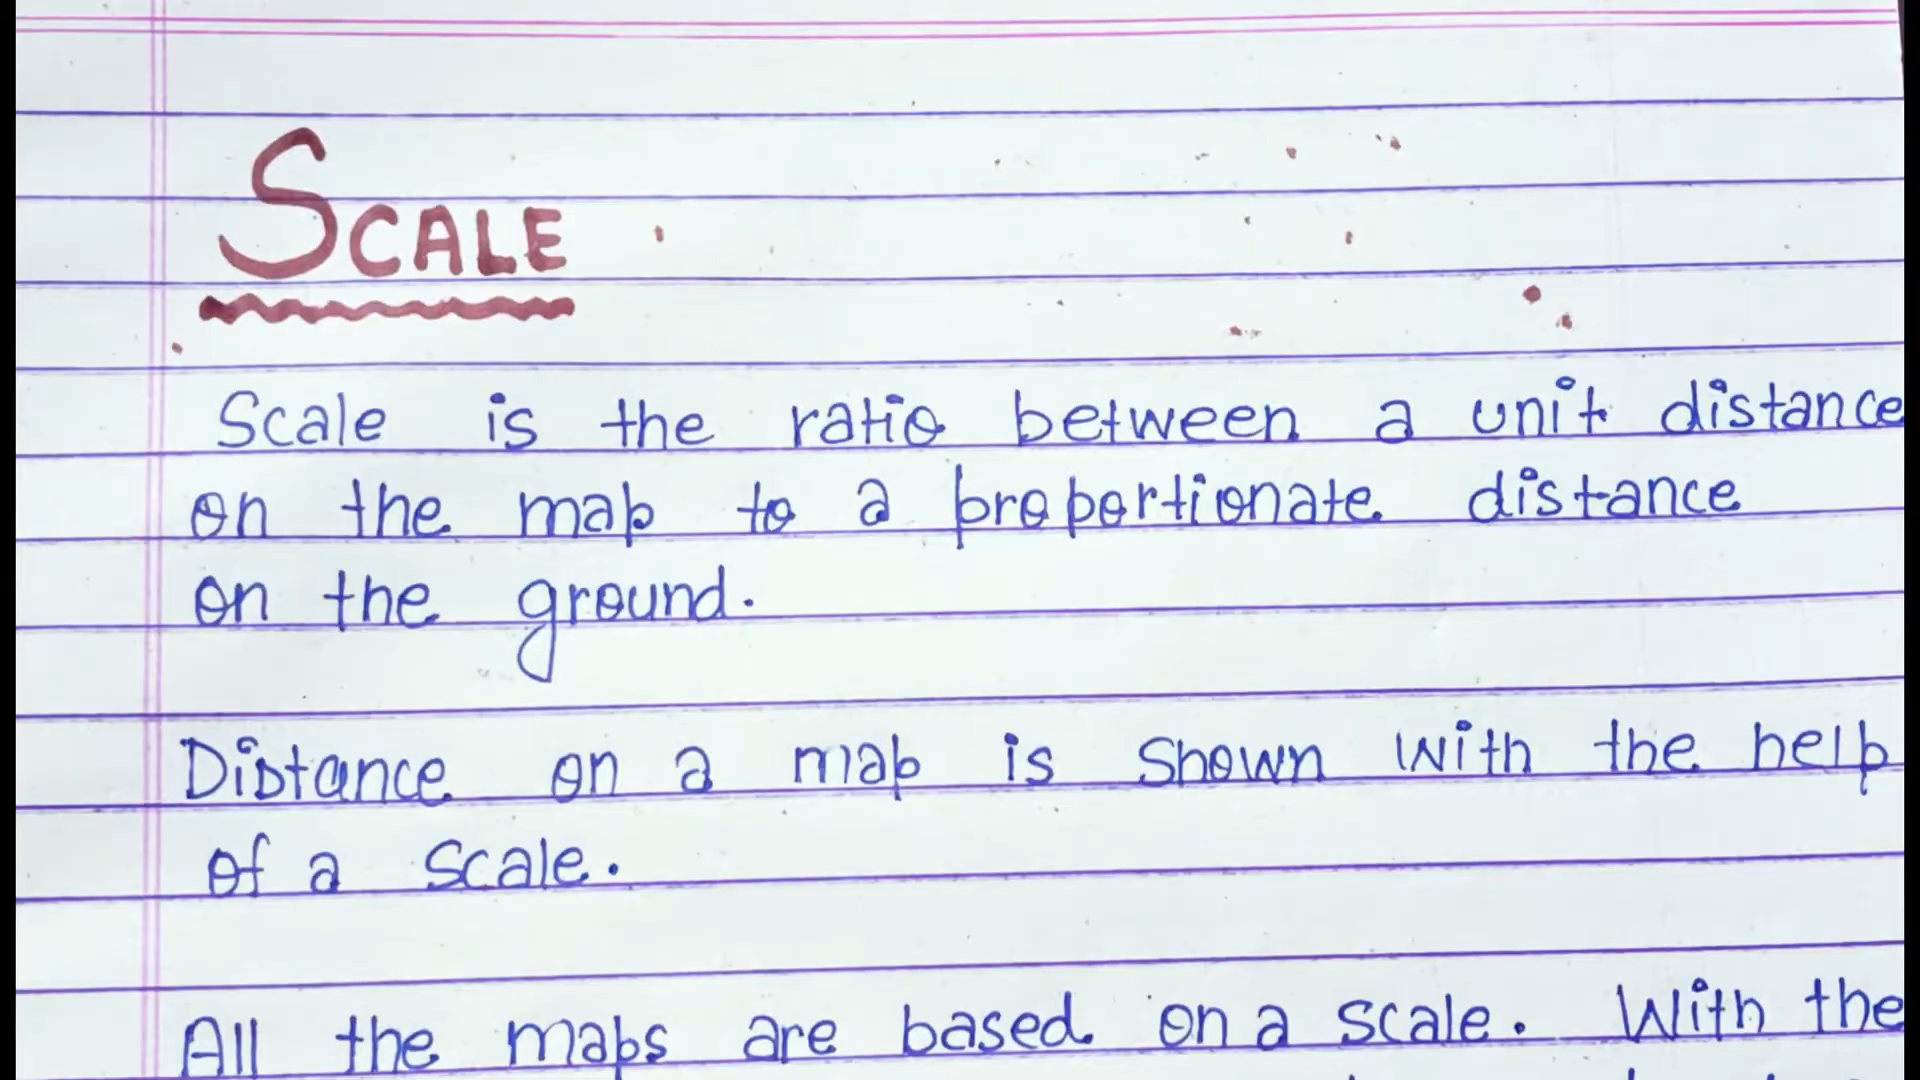 SCALE
Scale is the ratio between a unit distance
on the map to a proportionate distance
on the ground.
Distance on a map is shown with the help
of a scale.
All the maps are based on a scale. With the